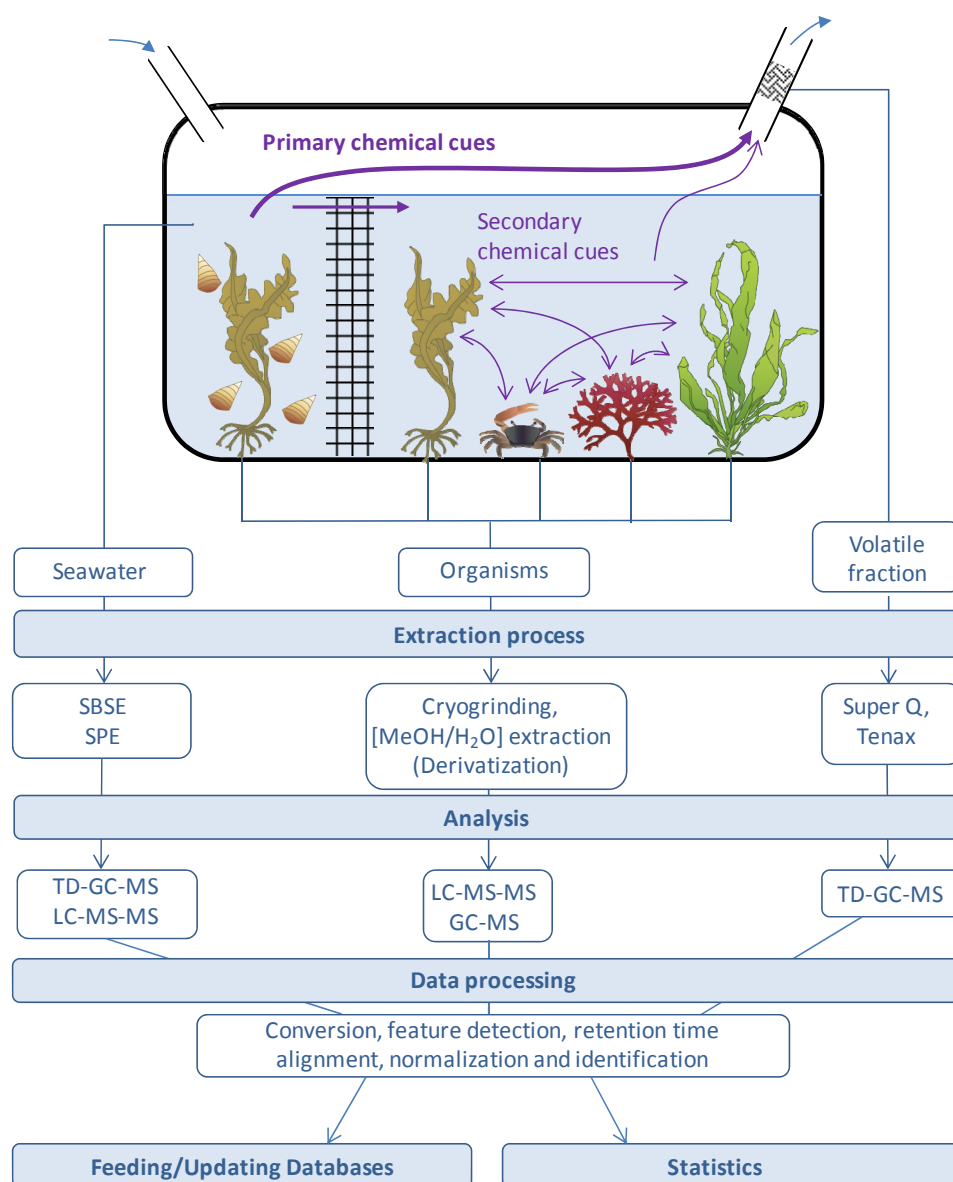 Primary chemical cues
Secondary
chemical cues
Seawater
Organisms
Volatile
fraction
Extraction process
SBSE
SPE
Cryogrinding,
[MeOH/H₂O] extraction
(Derivatization)
Super Q,
Tenax
Analysis
TD-GC-MS
LC-MS-MS
LC-MS-MS
GC-MS
TD-GC-MS
Data processing
Conversion, feature detection, retention time
alignment, normalization and identification
Feeding/Updating Databases
Statistics